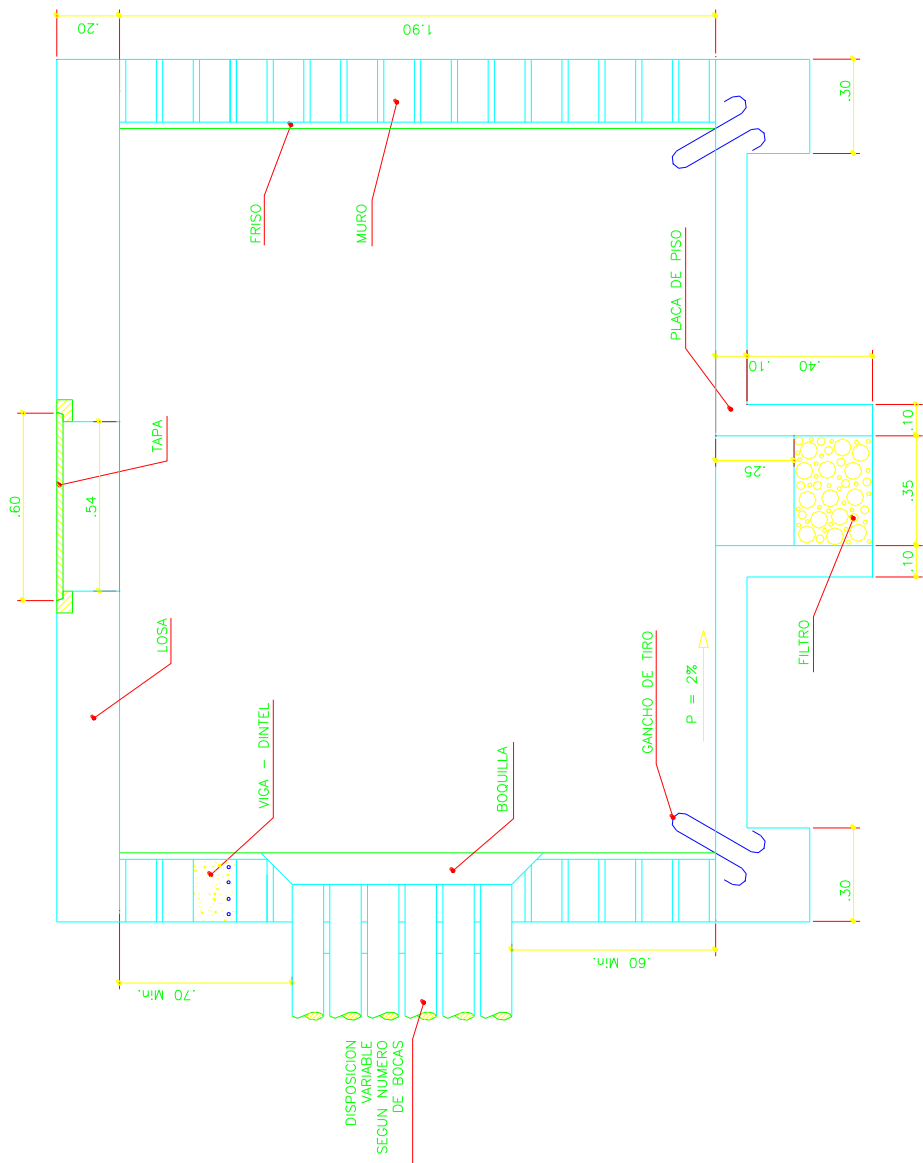 .20
1.90
.30
FRISO
MURO
PLACA DE PISO
.10
.40
.10
.60
.54
TAPA
.25
.35
.10
LOSA
VIGA - DINTEL
BOQUILLA
GANCHO DE TIRO
P = 2%
FILTRO
.30
.70 Min.
.60 Min.
DISPOSICION
VARIABLE
SEGUN NUMERO
DE BOCAS